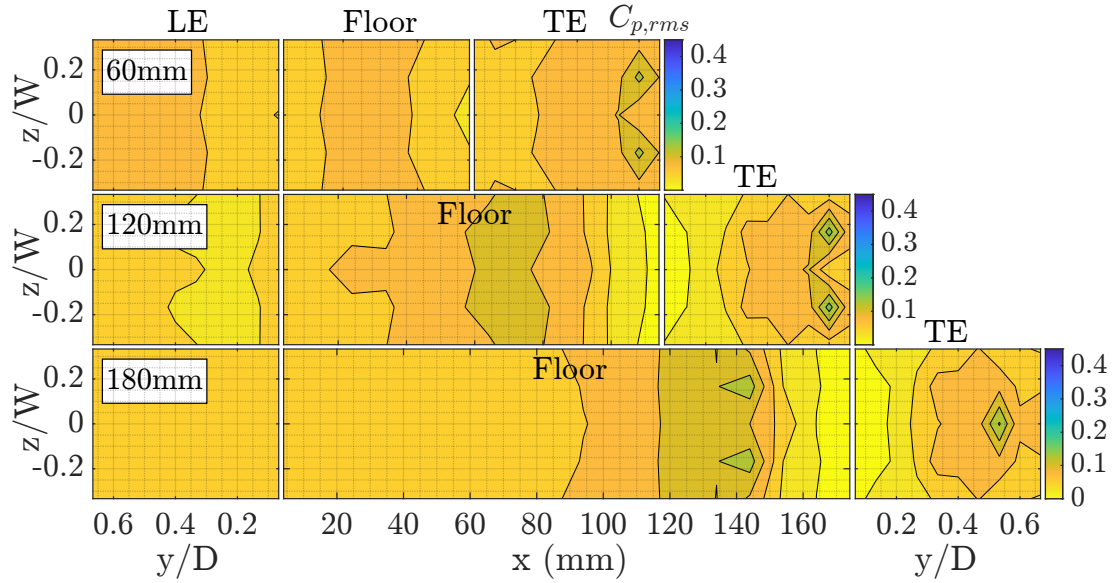 LE Floor TE C_{p,rms}
z/W 0.2 0 -0.2 60mm 0.4 0.3 0.2 0.1
TE
z/W 0.2 0 -0.2 120mm Floor 0.4 0.3 0.2 0.1
TE
z/W 0.2 0 -0.2 180mm Floor 0.4 0.3 0.2 0.1 0
0.6 0.4 0.2 20 40 60 80 100 120 140 160 0.2 0.4 0.6
y/D x (mm) y/D